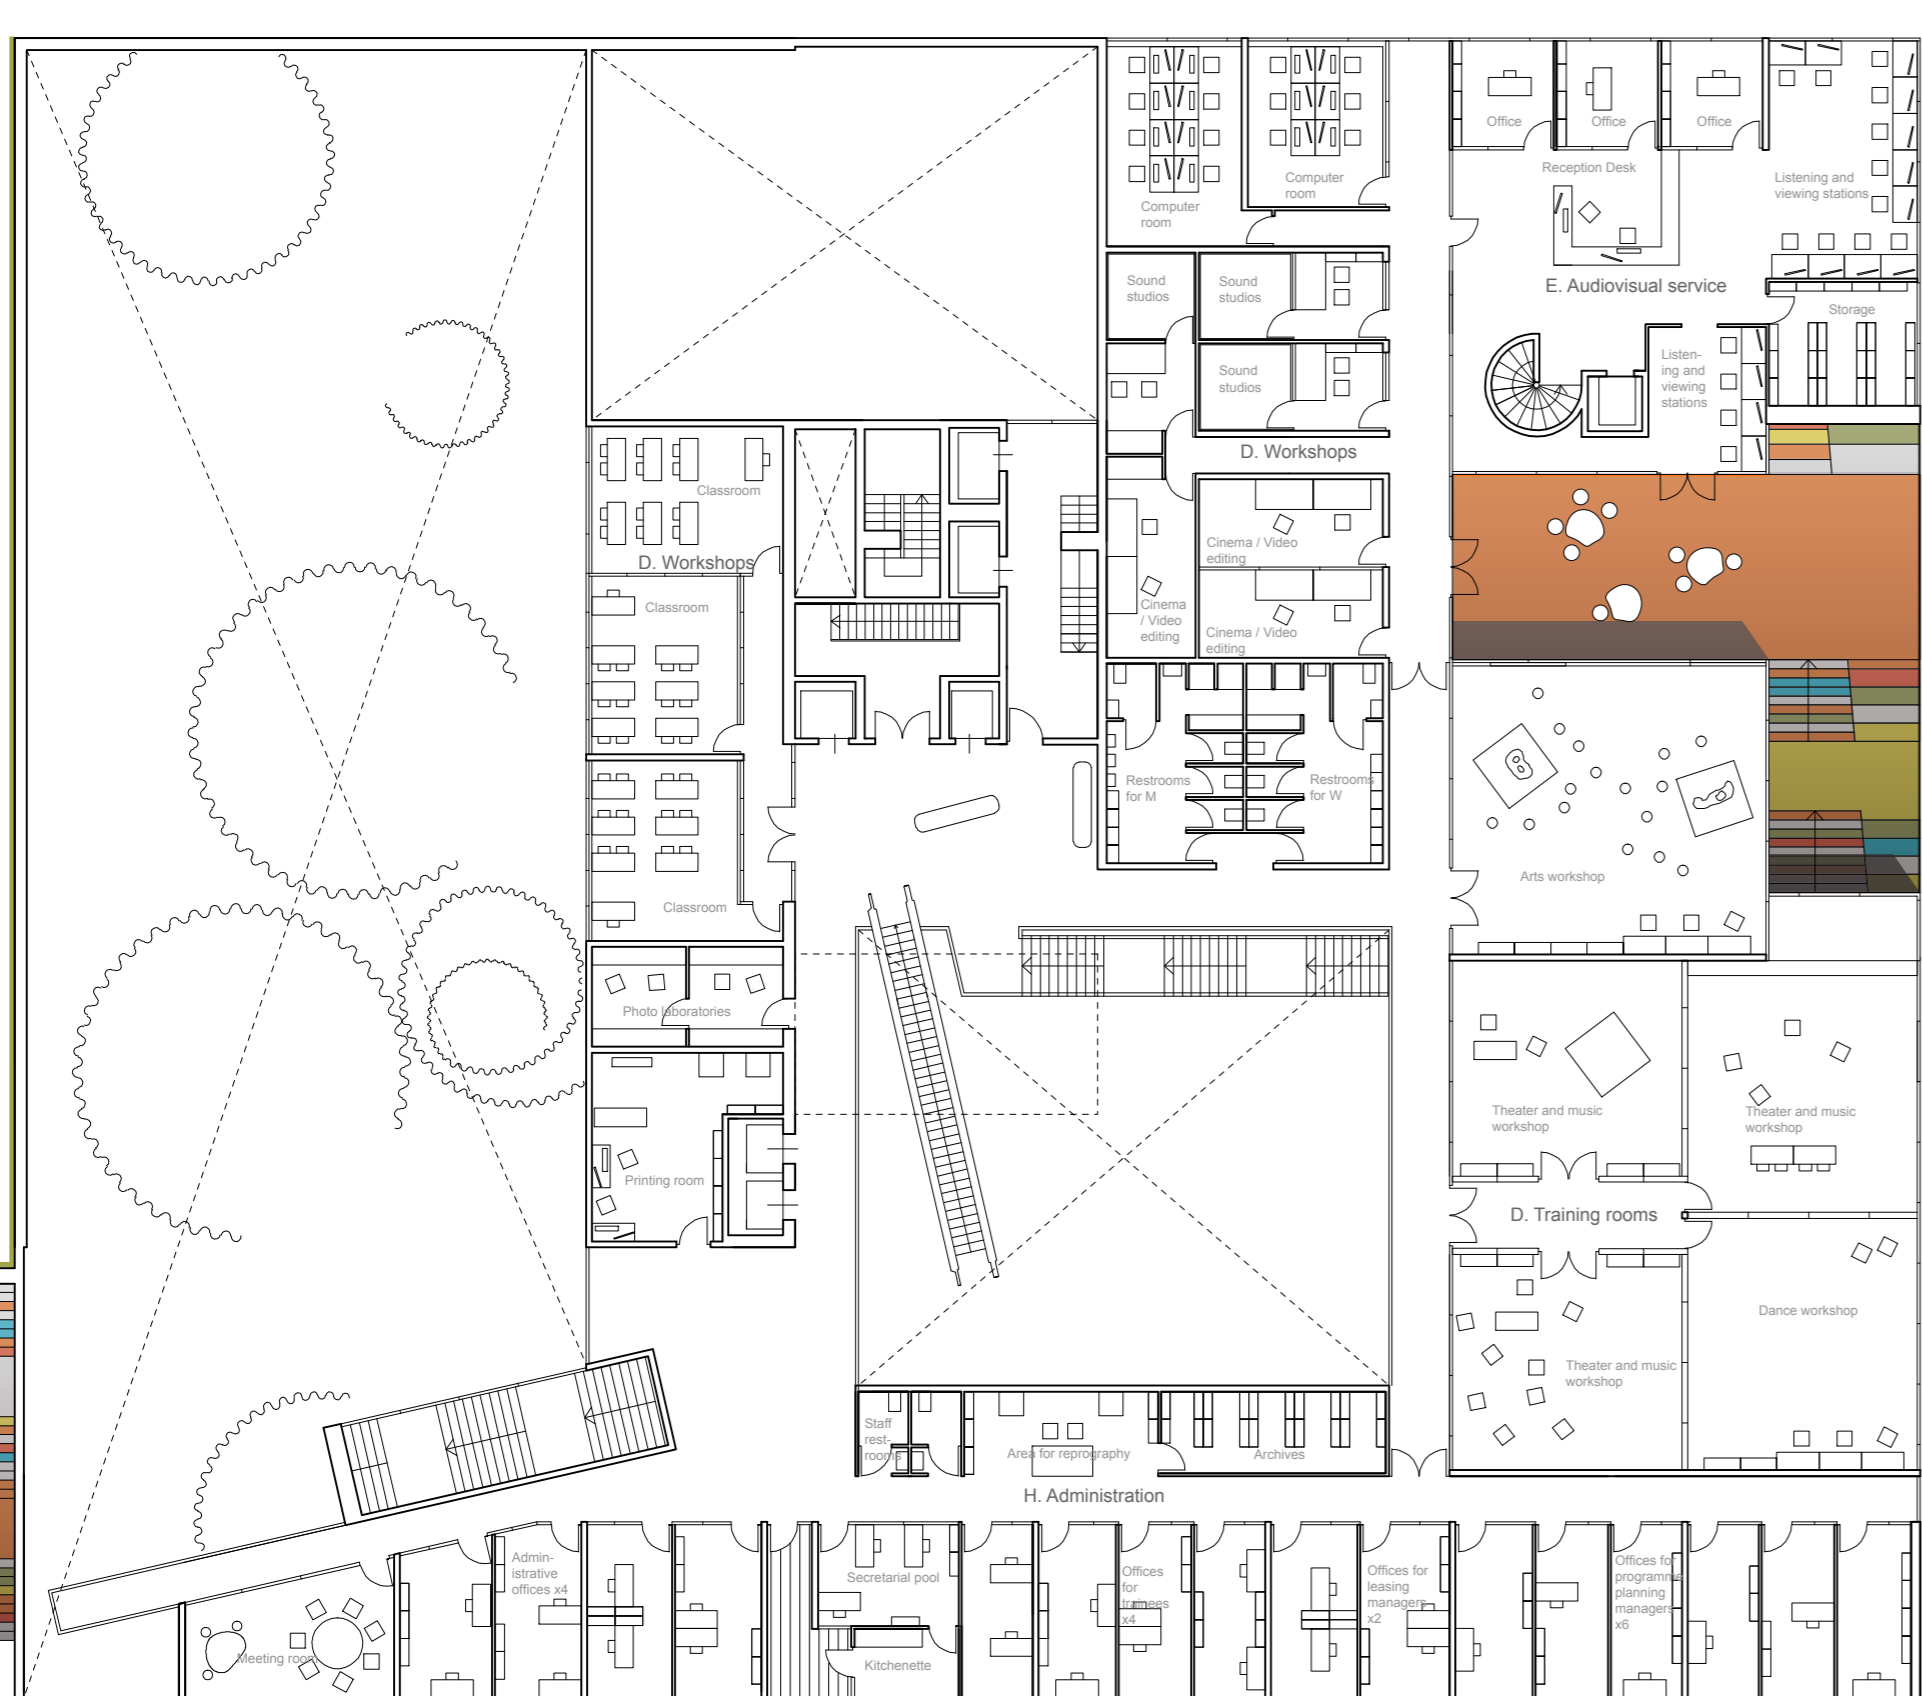 Office
Office
Office
Reception Desk
Listening and
viewing stations
Computer
room
Computer
room
Sound
studios
Sound
studios
E. Audiovisual service
Storage
Sound
studios
Listen-
ing and
viewing
stations
D. Workshops
Classroom
D. Workshops
Classroom
Cinema / Video
editing
Cinema
/ Video
editing
Cinema / Video
editing
Restrooms
for M
Restrooms
for W
Arts workshop
Classroom
Photo laboratories
Printing room
Theater and music
workshop
Theater and music
workshop
D. Training rooms
Dance workshop
Theater and music
workshop
Staff
rest-
rooms
Area for reprography
Archives
H. Administration
Admin-
istrative
offices x4
Secretarial pool
Offices
for
trainees
x4
Offices for
leasing
managers
x2
Offices for
programme
planning
managers
x6
Meeting room
Kitchenette